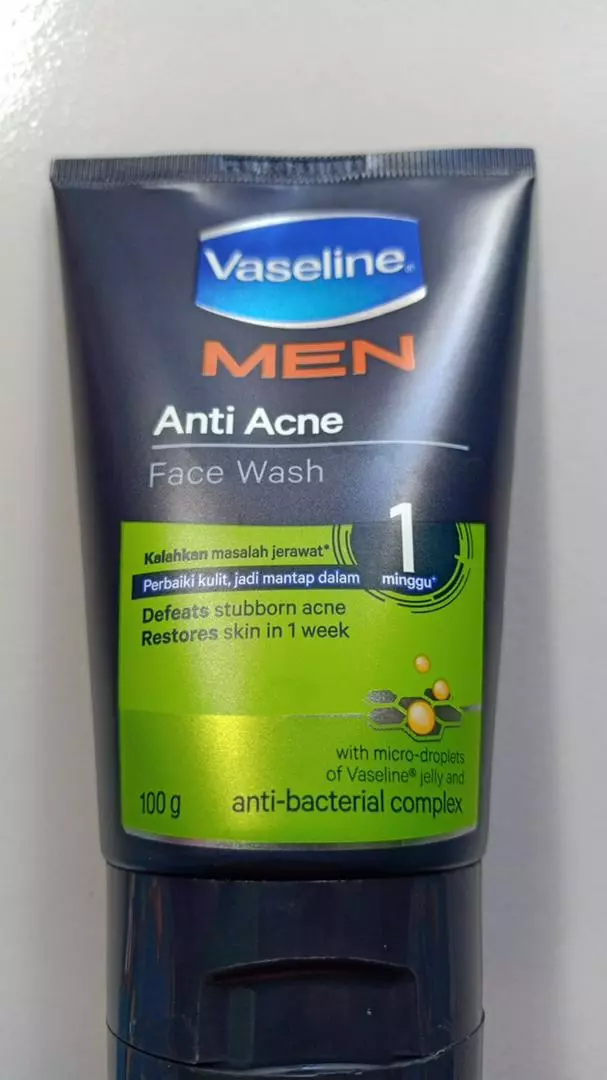 Vaseline®
MEN
Anti Acne
Face Wash
Kalahkan masalah jerawat*
1
Perbaiki kulit, jadi mantap dalam minggu+
Defeats stubborn acne
Restores skin in 1 week
with micro-droplets
of Vaseline® jelly and
100 g anti-bacterial complex